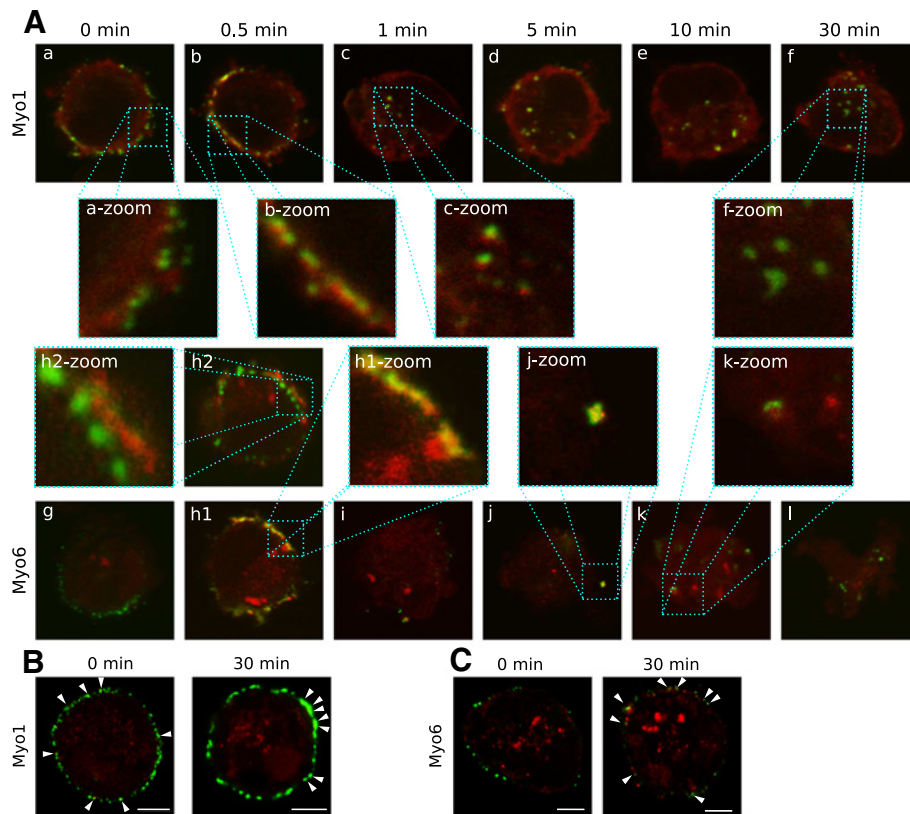 A
0 min 0.5 min 1 min 5 min 10 min 30 min
Myo1
a b c d e f
a-zoom b-zoom c-zoom f-zoom
h2-zoom h2 h1-zoom j-zoom k-zoom
Myo6
g h1 i j k l
B 0 min 30 min
Myo1
C 0 min 30 min
Myo6